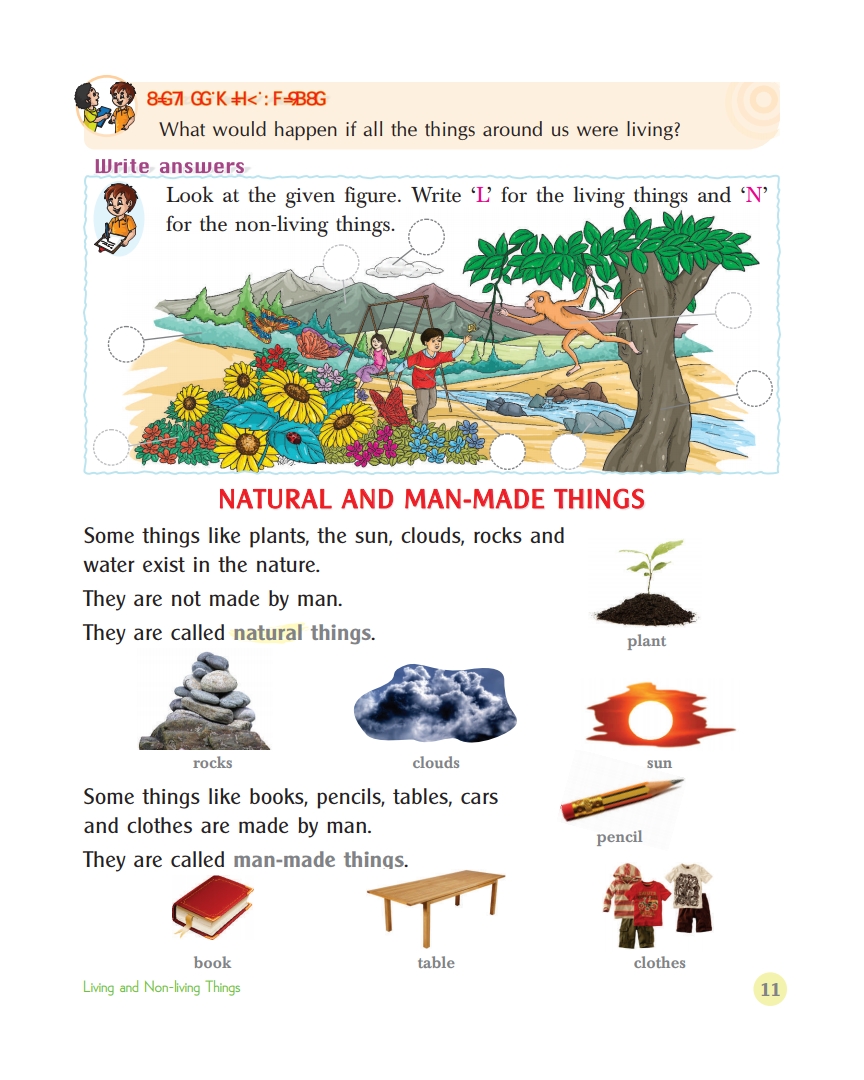 What would happen if all the things around us were living?
Write answers
Look at the given figure. Write ‘L’ for the living things and ‘N’
for the non-living things.
NATURAL AND MAN-MADE THINGS
Some things like plants, the sun, clouds, rocks and
water exist in the nature.
They are not made by man.
They are called natural things.
plant
rocks
clouds
sun
Some things like books, pencils, tables, cars
and clothes are made by man.
pencil
They are called man-made things.
book
table
clothes
Living and Non-living Things
11